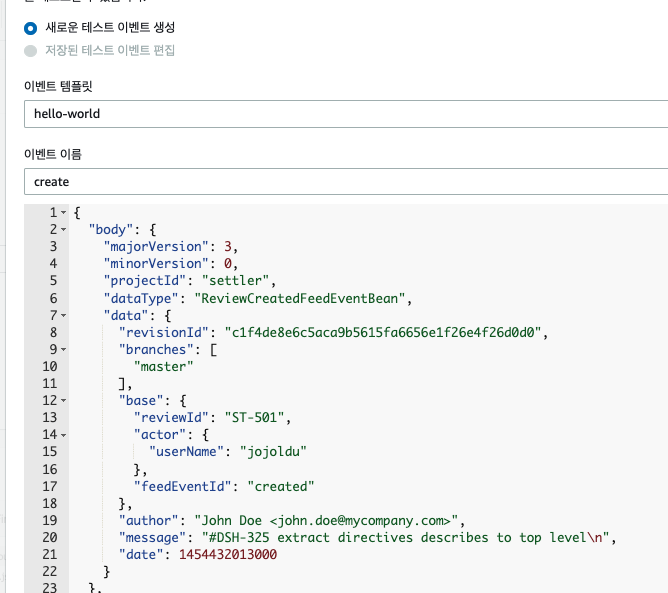 새로운 테스트 이벤트 생성
저장된 테스트 이벤트 편집
이벤트 템플릿
hello-world
이벤트 이름
create
1 {
2 "body": {
3 "majorVersion": 3,
4 "minorVersion": 0,
5 "projectId": "settler",
6 "dataType": "ReviewCreatedFeedEventBean",
7 "data": {
8 "revisionId": "c1f4de8e6c5aca9b5615fa6656e1f26e4f26d0d0",
9 "branches": [
10 "master"
11 ],
12 "base": {
13 "reviewId": "ST-501",
14 "actor": {
15 "userName": "jojoldu"
16 },
17 "feedEventId": "created"
18 },
19 "author": "John Doe <john.doe@mycompany.com>",
20 "message": "#DSH-325 extract directives describes to top level\n",
21 "date": 1454432013000
22 }
23 },